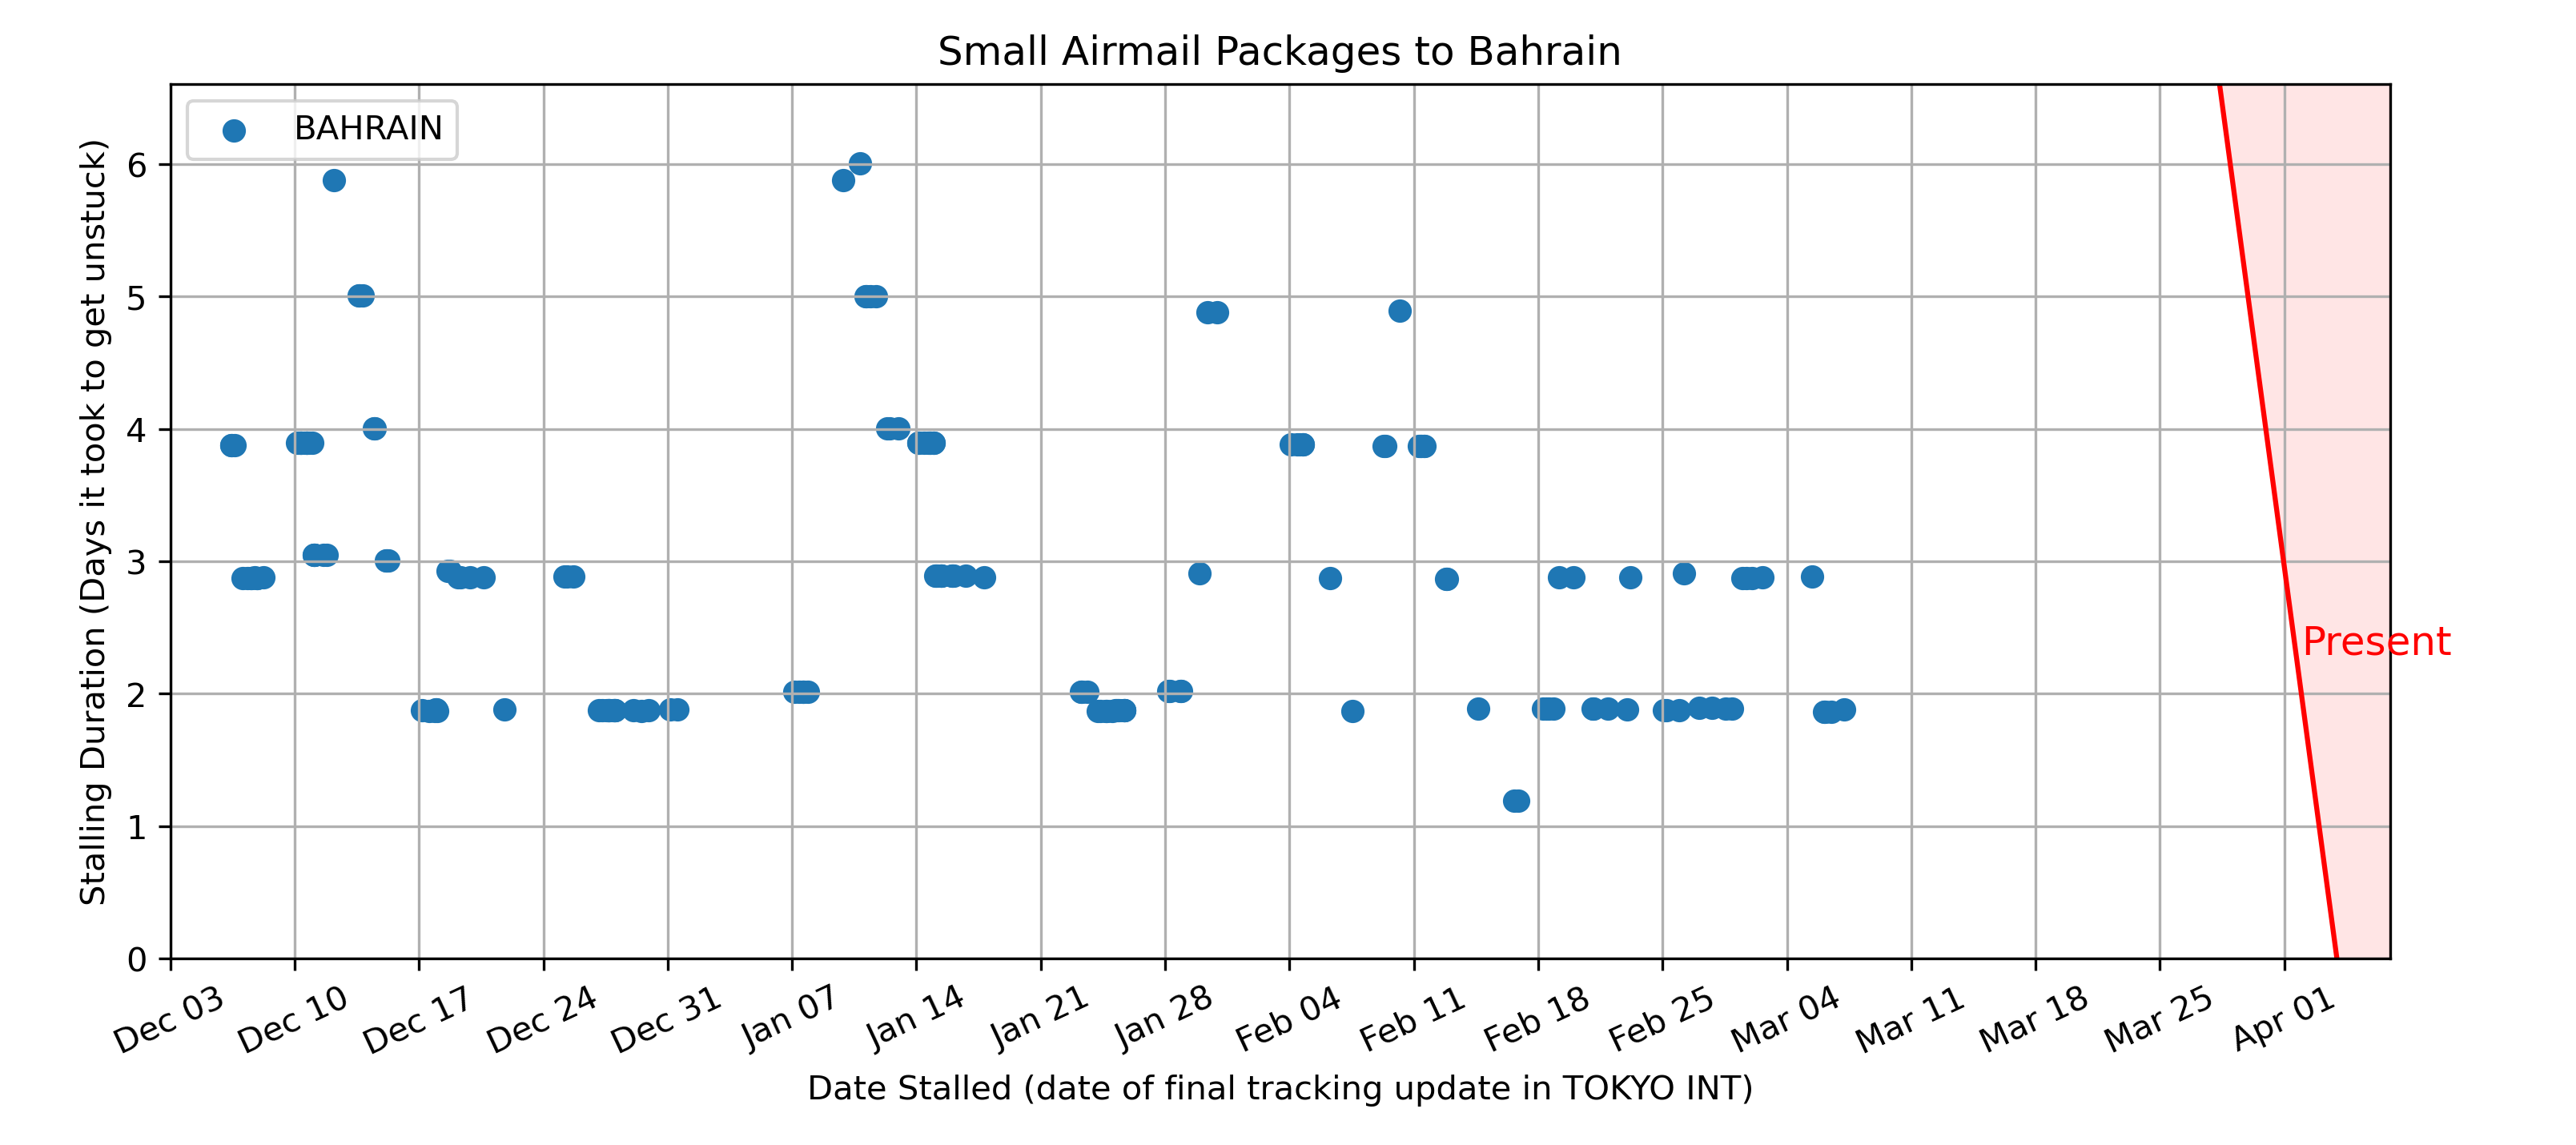 Small Airmail Packages to Bahrain
BAHRAIN
Stalling Duration (Days it took to get unstuck)
6
5
4
3
2
1
0
Present
Dec 03
Dec 10
Dec 17
Dec 24
Dec 31
Jan 07
Jan 14
Jan 21
Jan 28
Feb 04
Feb 11
Feb 18
Feb 25
Mar 04
Mar 11
Mar 18
Mar 25
Apr 01
Date Stalled (date of final tracking update in TOKYO INT)